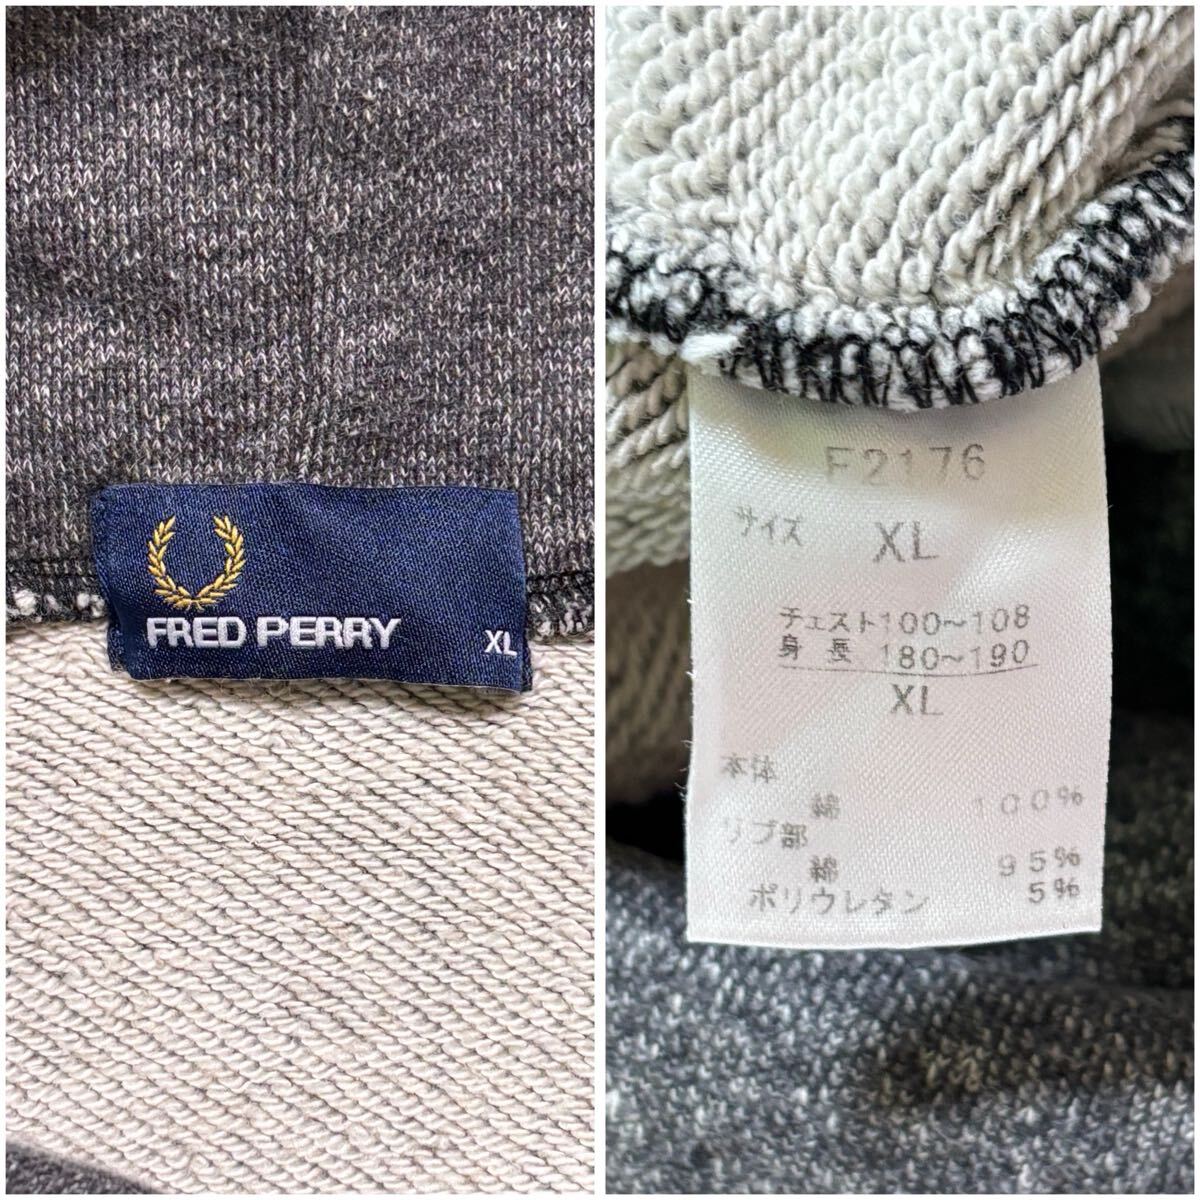 FRED PERRY XL
F2176
サイズ XL
チェスト100~108
身長 180~190
XL
本体
綿 100%
リブ部
綿 95%
ポリウレタン 5%